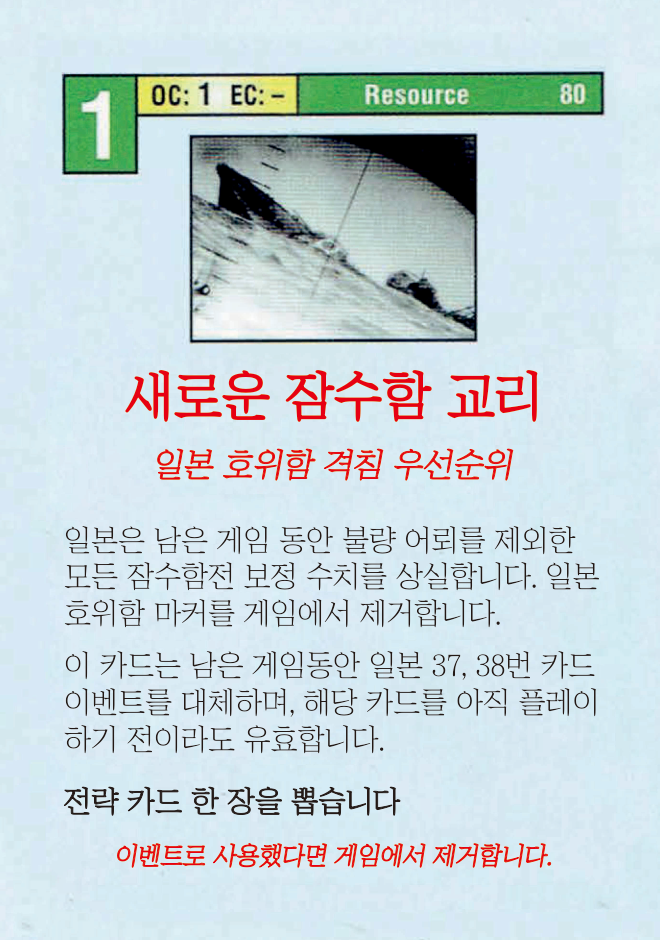 1
OC: 1 EC: –
Resource 80
새로운 잠수함 교리
일본 호위함 격침 우선순위
일본은 남은 게임 동안 불량 어뢰를 제외한
모든 잠수함전 보정 수치를 상실합니다. 일본
호위함 마커를 게임에서 제거합니다.
이 카드는 남은 게임동안 일본 37, 38번 카드
이벤트를 대체하며, 해당 카드를 아직 플레이
하기 전이라도 유효합니다.
전략 카드 한 장을 뽑습니다
이벤트로 사용했다면 게임에서 제거합니다.